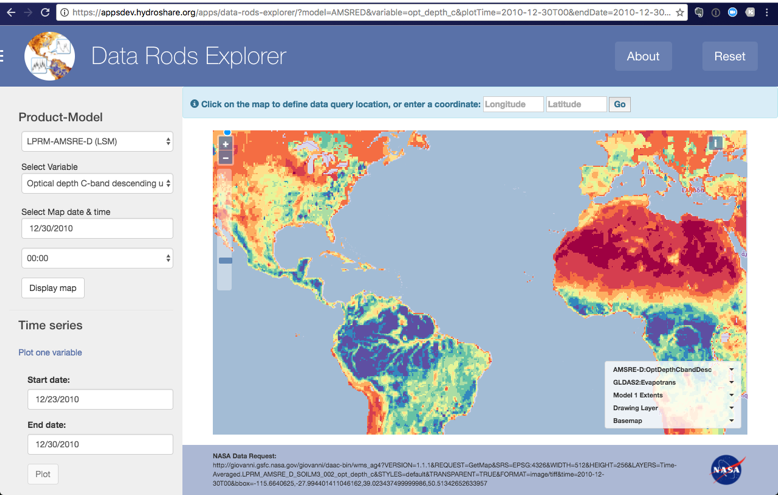 https://appsdev.hydroshare.org/apps/data-rods-explorer/?model=AMSRED&variable=opt_depth_c&plotTime=2010-12-30T00&endDate=2010-12-30...
Data Rods Explorer
About
Reset
Click on the map to define data query location, or enter a coordinate: Longitude Latitude Go
Product-Model
LPRM-AMSRE-D (LSM)
Select Variable
Optical depth C-band descending u
Select Map date & time
12/30/2010
00:00
Display map
Time series
Plot one variable
Start date:
12/23/2010
End date:
12/30/2010
Plot
+
−
i
AMSRE-D:OptDepthCbandDesc
GLDAS2:Evapotrans
Model 1 Extents
Drawing Layer
Basemap
NASA Data Request:
http://giovanni.gsfc.nasa.gov/giovanni/daac-bin/wms_ag4?VERSION=1.1.1&REQUEST=GetMap&SRS=EPSG:4326&WIDTH=512&HEIGHT=256&LAYERS=Time-
Averaged.LPRM_AMSRE_D_SOILM3_002_opt_depth_c&STYLES=default&TRANSPARENT=TRUE&FORMAT=image/tiff&time=2010-12-
30T00&bbox=-115.6640625,-27.994401411046162,39.023437499999986,50.51342652633957
NASA